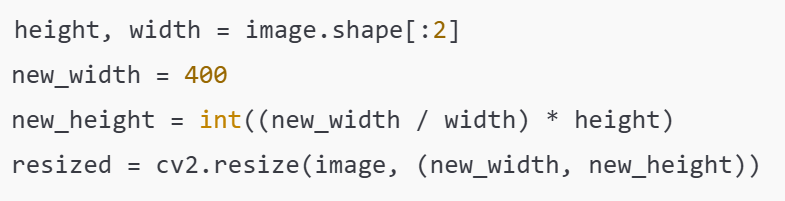 height, width = image.shape[:2]
new_width = 400
new_height = int((new_width / width) * height)
resized = cv2.resize(image, (new_width, new_height))